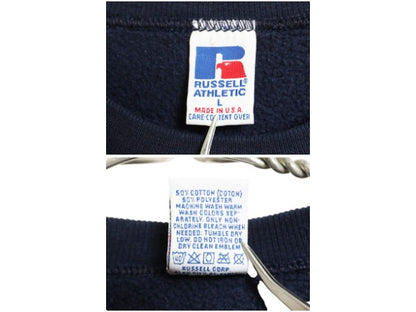 R
RUSSELL®
ATHLETIC
L
MADE IN U.S.A.
CARE-CONTENT OVER
50% COTTON (COTON)
50% POLYESTER
MACHINE WASH WARM
WASH COLORS SEP-
ARATELY. ONLY NON-
CHLORINE BLEACH WHEN
NEEDED. TUMBLE DRY
LOW. DO NOT IRON OR
DRY CLEAN EMBLEM
RUSSELL CORP.